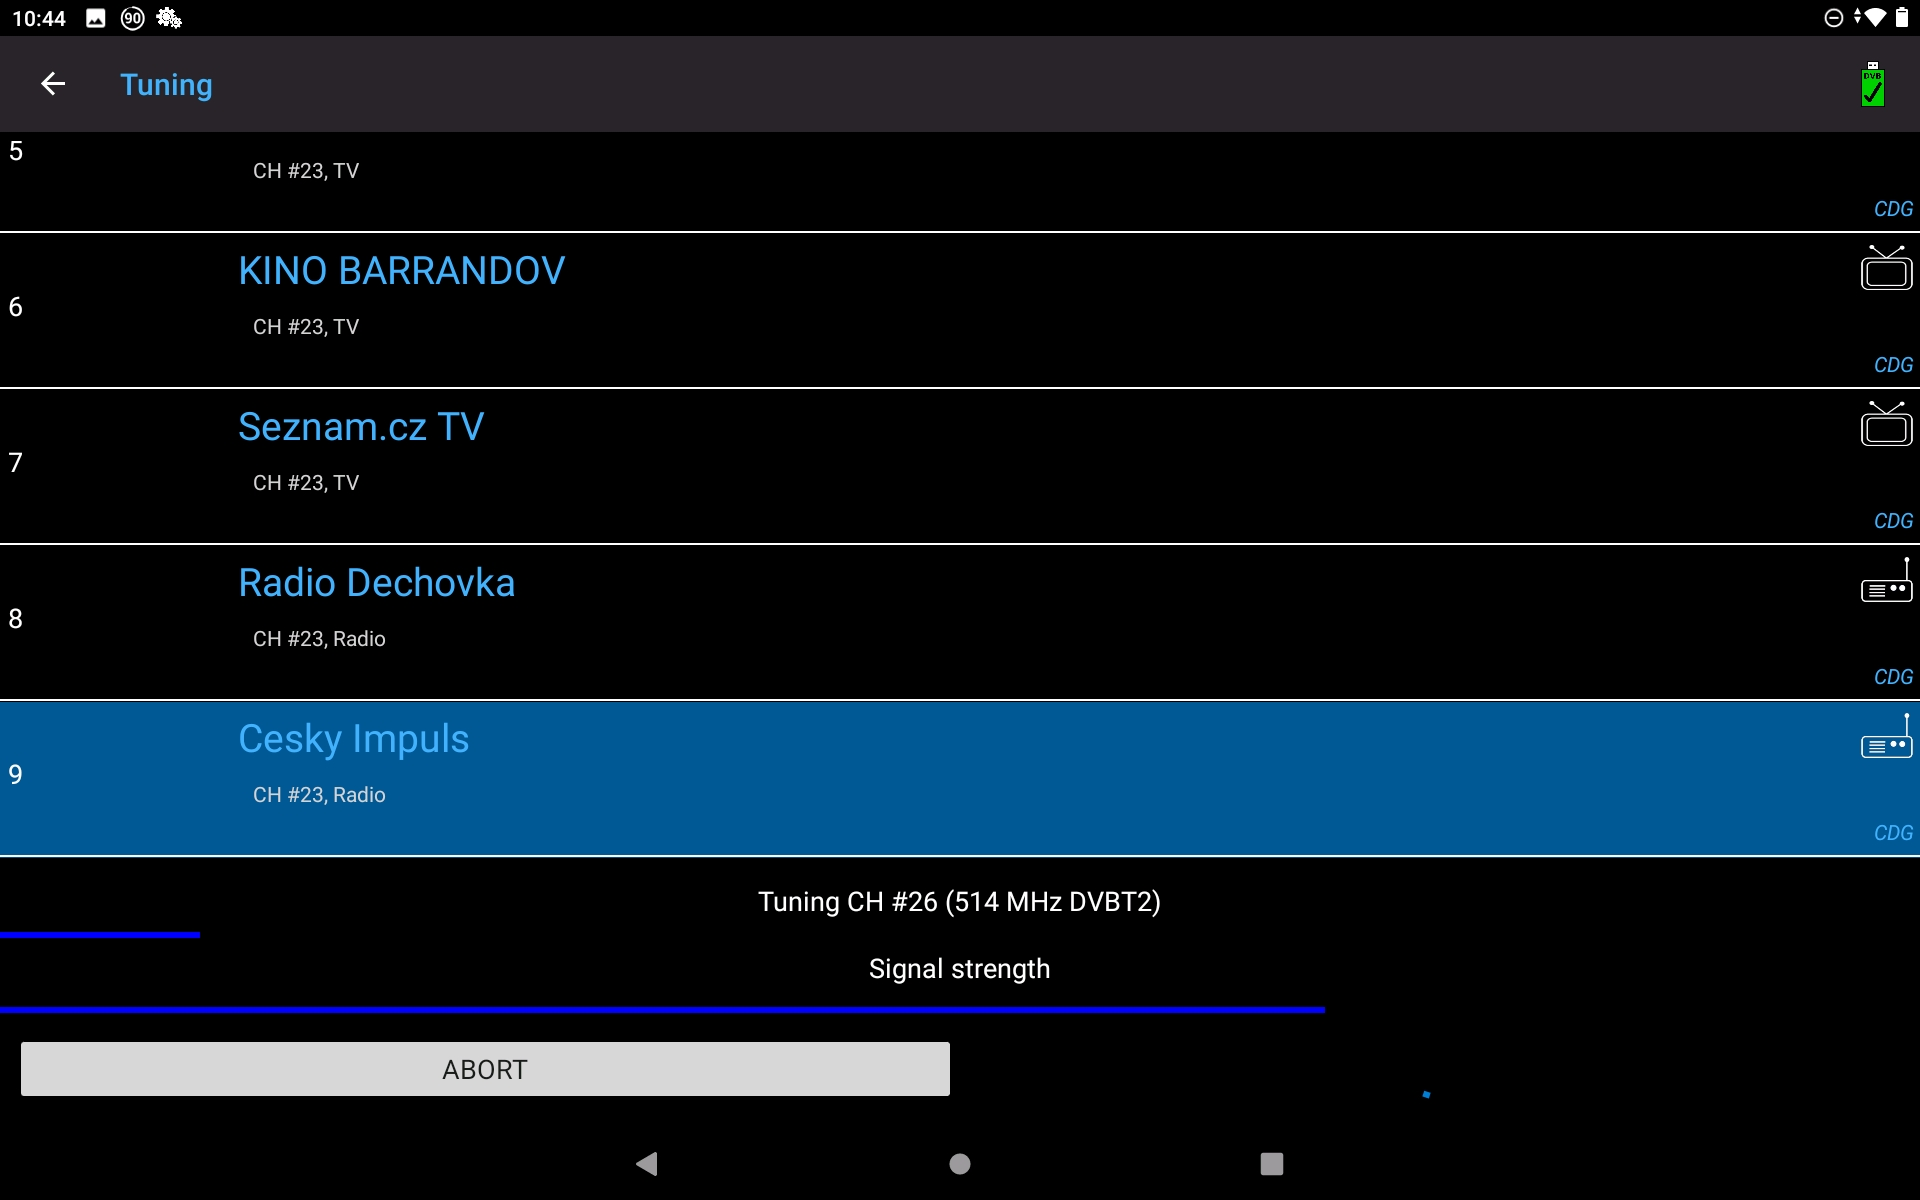 10:44
90
Tuning
DVB
5
CH #23, TV
CDG
KINO BARRANDOV
6
CH #23, TV
CDG
Seznam.cz TV
7
CH #23, TV
CDG
Radio Dechovka
8
CH #23, Radio
CDG
Cesky Impuls
9
CH #23, Radio
CDG
Tuning CH #26 (514 MHz DVBT2)
Signal strength
ABORT